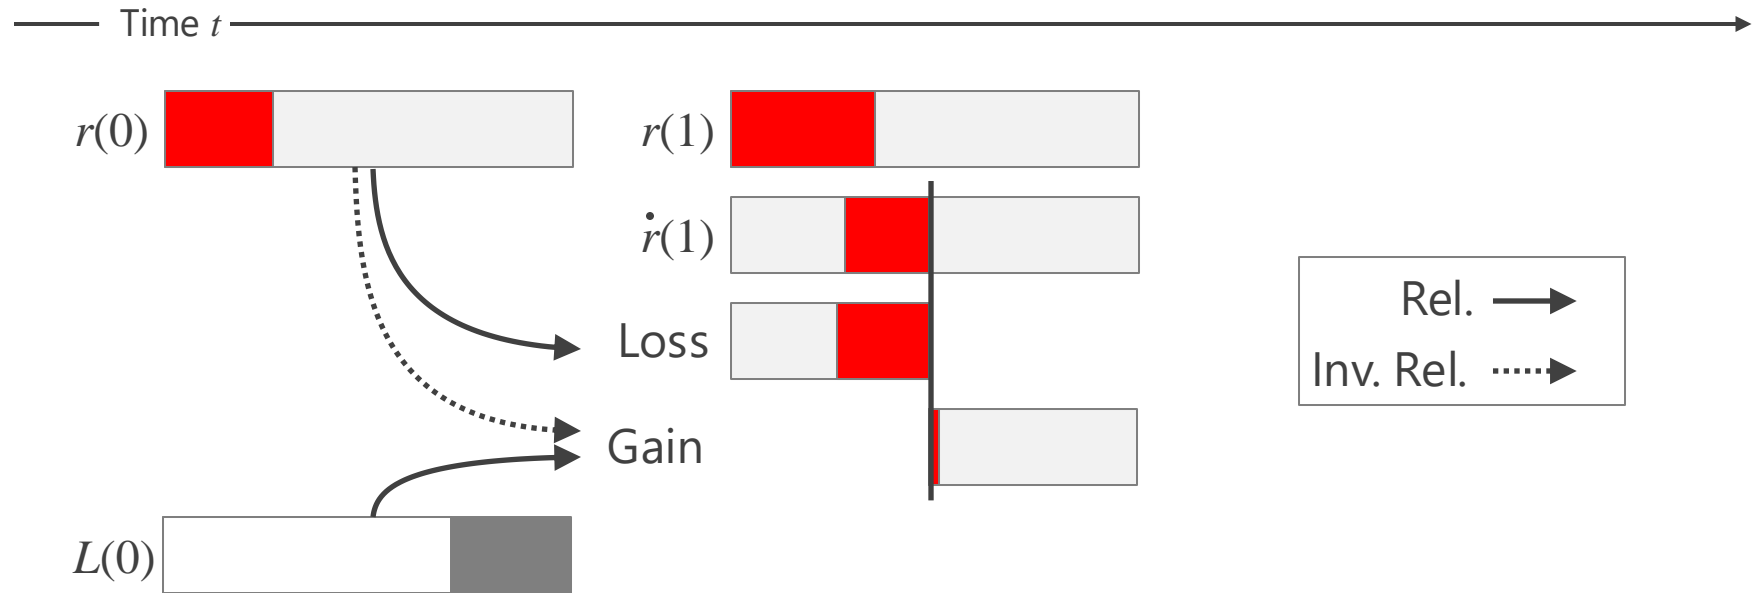 Time t
r(0)
r(1)
ṙ(1)
Loss
Gain
L(0)
Rel.
Inv. Rel.